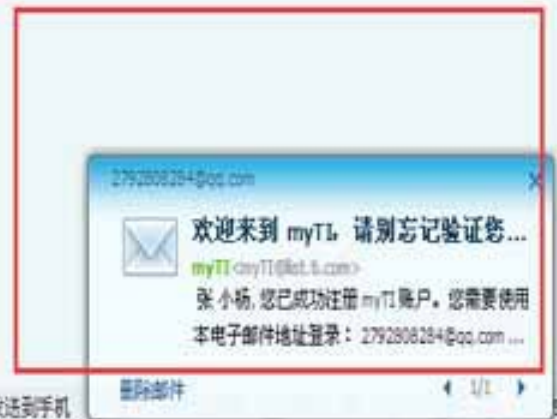 2792808284@qq.com
欢迎来到 myTI，请别忘记验证您...
myTI<myTI@list.ti.com>
张 小杨,您已成功注册 myTI 账户。您需要使用
本电子邮件地址登录： 2792808284@qq.com ...
删除邮件 1/1
发送到手机